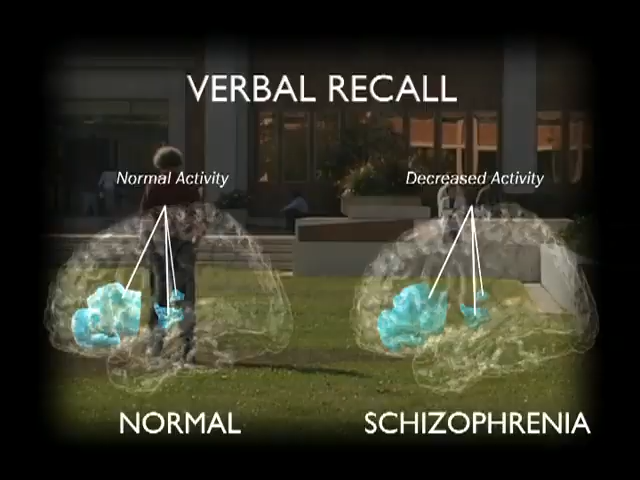 VERBAL RECALL
Normal Activity
Decreased Activity
NORMAL
SCHIZOPHRENIA